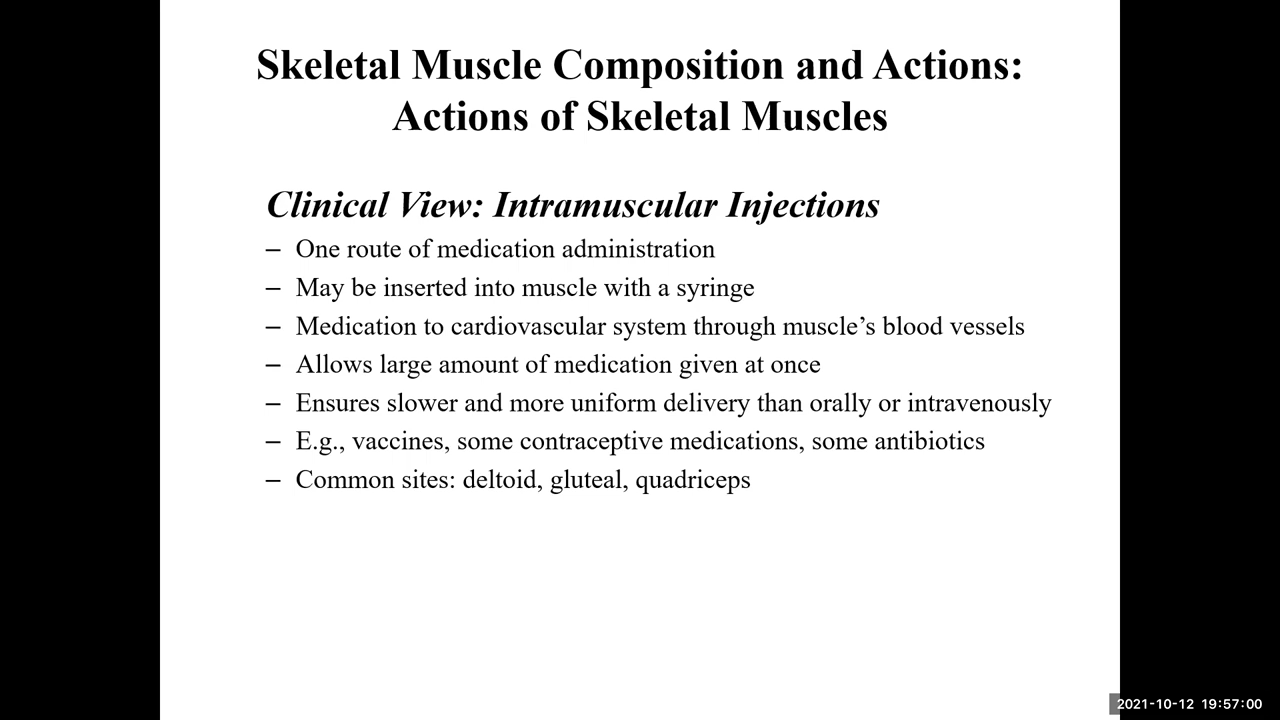 Skeletal Muscle Composition and Actions:
Actions of Skeletal Muscles
Clinical View: Intramuscular Injections
– One route of medication administration
– May be inserted into muscle with a syringe
– Medication to cardiovascular system through muscle’s blood vessels
– Allows large amount of medication given at once
– Ensures slower and more uniform delivery than orally or intravenously
– E.g., vaccines, some contraceptive medications, some antibiotics
– Common sites: deltoid, gluteal, quadriceps
2021-10-12 19:57:00